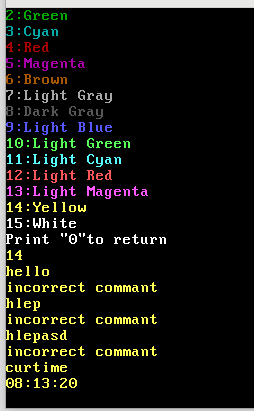 2:Green
3:Cyan
4:Red
5:Magenta
6:Brown
7:Light Gray
8:Dark Gray
9:Light Blue
10:Light Green
11:Light Cyan
12:Light Red
13:Light Magenta
14:Yellow
15:White
Print "0"to return
14
hello
incorrect commant
hlep
incorrect commant
hlepasd
incorrect commant
curtime
08:13:20